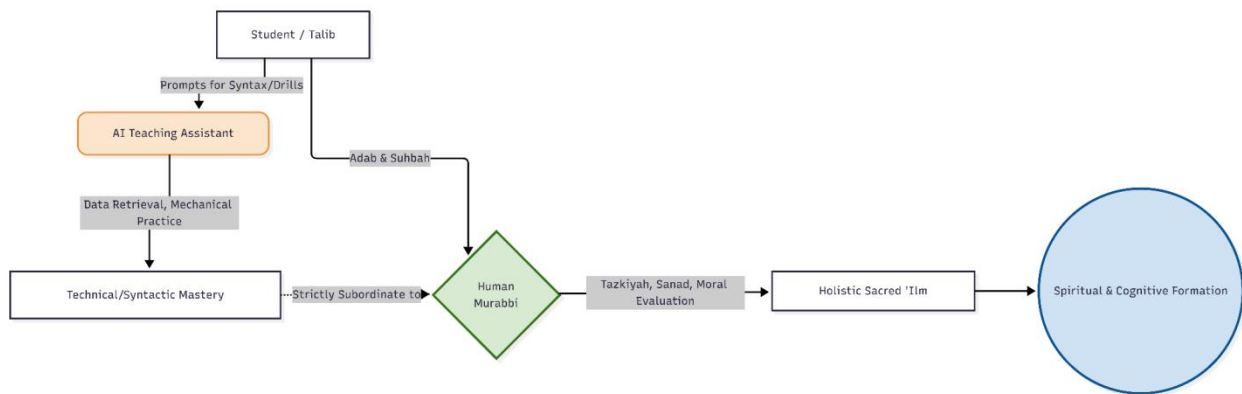 Student / Talib
Prompts for Syntax/Drills
AI Teaching Assistant
Adab & Suhbah
Data Retrieval, Mechanical
Practice
Technical/Syntactic Mastery
Strictly Subordinate to
Human
Murabbi
Tazkiyah, Sanad, Moral
Evaluation
Holistic Sacred 'Ilm
Spiritual & Cognitive Formation